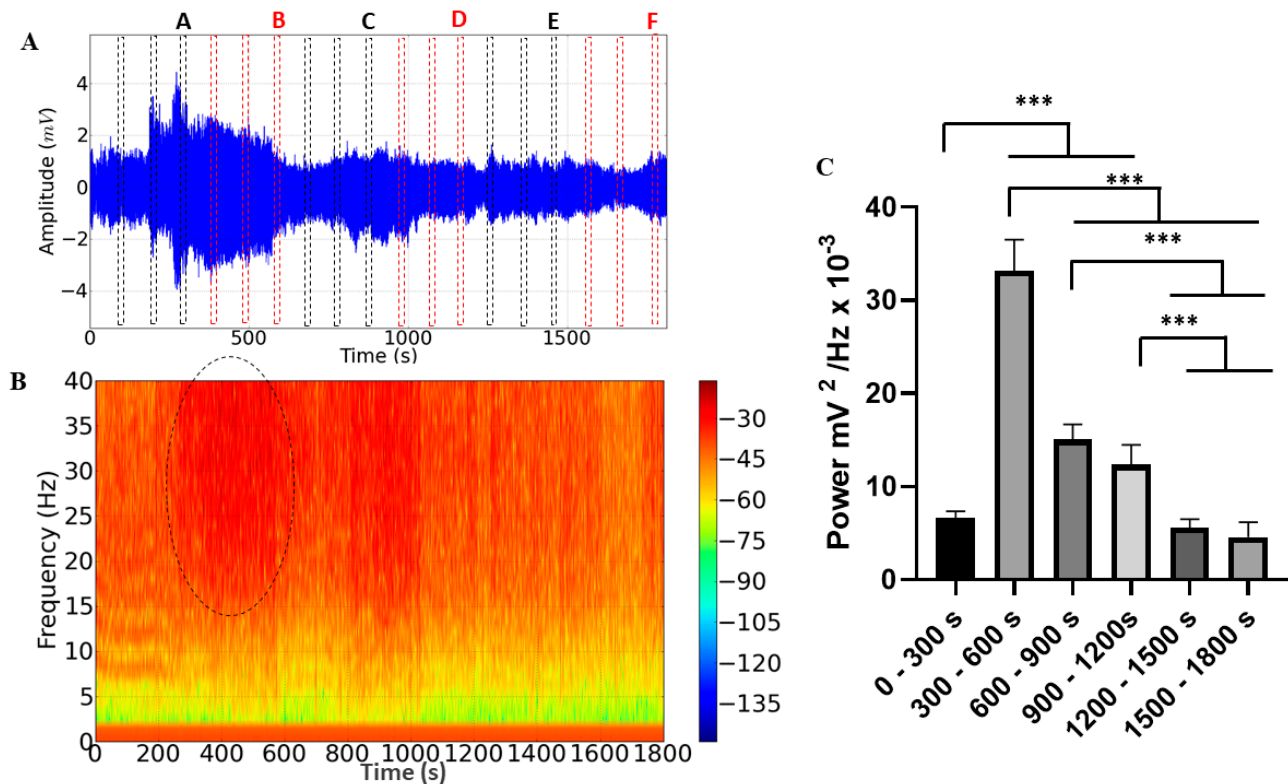 A B C D E F
A
Amplitude (mV)
4
2
0
−2
−4
0 500 1000 1500
Time (s)
B
Frequency (Hz)
40
35
30
25
20
15
10
5
0
0 200 400 600 800 1000 1200 1400 1600 1800
Time (s)
−30
−45
−60
−75
−90
−105
−120
−135
C
***
***
***
***
Power mV 2 /Hz x 10-3
40
30
20
10
0
0 - 300 s
300 - 600 s
600 - 900 s
900 - 1200s
1200 - 1500 s
1500 - 1800 s